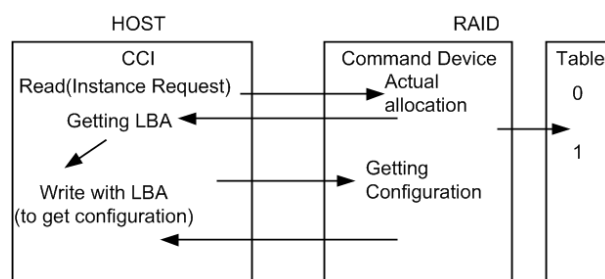 HOST
RAID
CCI
Read(Instance Request)
Getting LBA
Write with LBA
(to get configuration)
Command Device
Actual
allocation
Getting
Configuration
Table
0
1